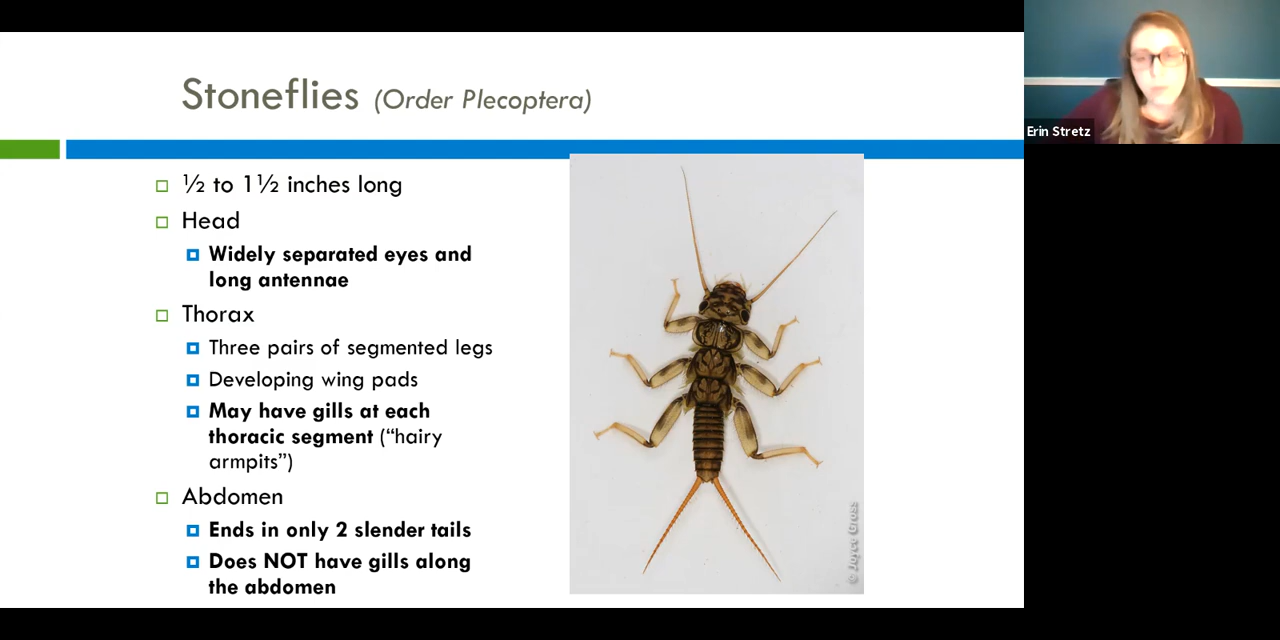 Stoneflies (Order Plecoptera)
½ to 1½ inches long
Head
Widely separated eyes and
long antennae
Thorax
Three pairs of segmented legs
Developing wing pads
May have gills at each
thoracic segment (“hairy
armpits”)
Abdomen
Ends in only 2 slender tails
Does NOT have gills along
the abdomen
© Joyce Gross
Erin Stretz